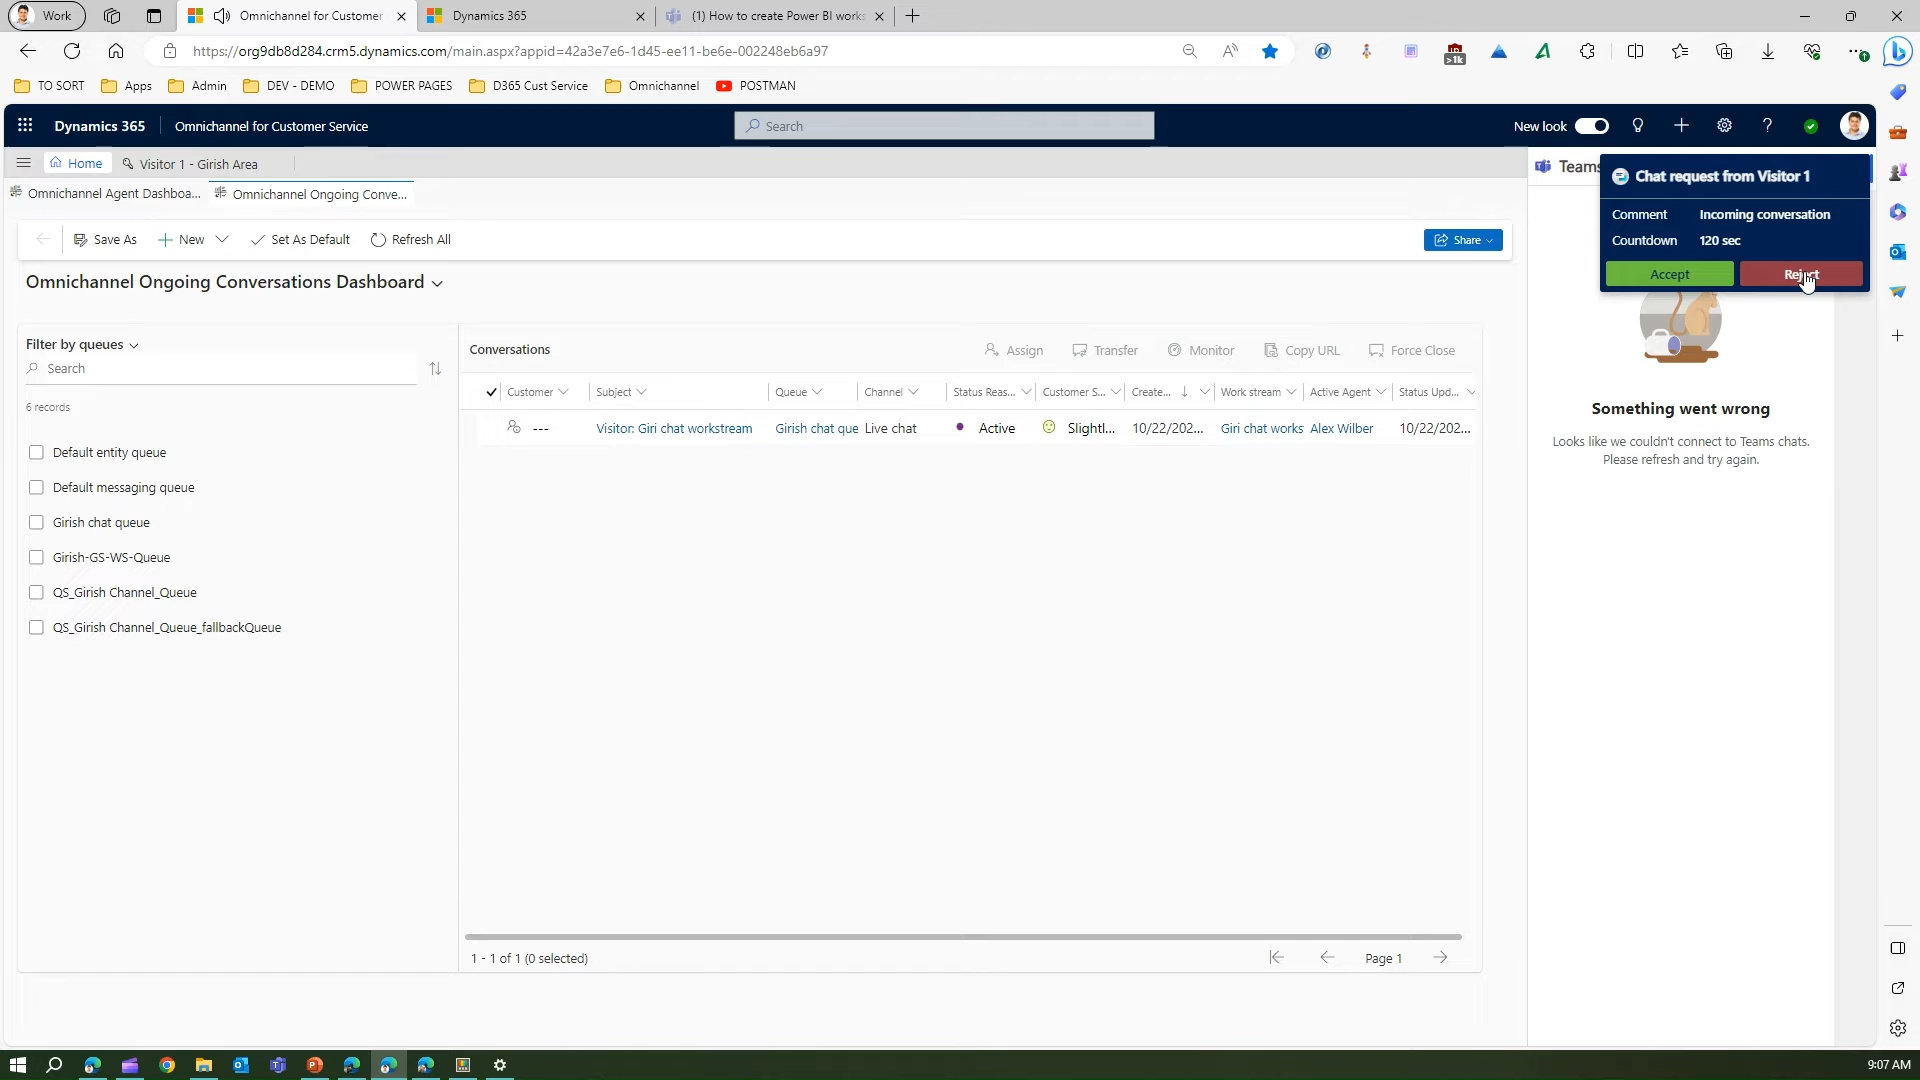 Work
Omnichannel for Customer
Dynamics 365
(1) How to create Power BI works
https://org9db8d284.crm5.dynamics.com/main.aspx?appid=42a3e7e6-1d45-ee11-be6e-002248eb6a97
>1k
TO SORT
Apps
Admin
DEV - DEMO
POWER PAGES
D365 Cust Service
Omnichannel
POSTMAN
Dynamics 365
Omnichannel for Customer Service
Search
New look
Home
Visitor 1 - Girish Area
Teams
Chat request from Visitor 1
Comment Incoming conversation
Countdown 120 sec
Accept
Reject
Omnichannel Agent Dashboa...
Omnichannel Ongoing Conve...
Save As
New
Set As Default
Refresh All
Share
Omnichannel Ongoing Conversations Dashboard
Filter by queues
Search
6 records
Default entity queue
Default messaging queue
Girish chat queue
Girish-GS-WS-Queue
QS_Girish Channel_Queue
QS_Girish Channel_Queue_fallbackQueue
Conversations
Assign
Transfer
Monitor
Copy URL
Force Close
Customer Subject Queue Channel Status Reas... Customer S... Create... Work stream Active Agent Status Upd...
--- Visitor: Giri chat workstream Girish chat que Live chat Active Slightl... 10/22/202... Giri chat works Alex Wilber 10/22/202...
1 - 1 of 1 (0 selected)
Page 1
Something went wrong
Looks like we couldn't connect to Teams chats.
Please refresh and try again.
9:07 AM